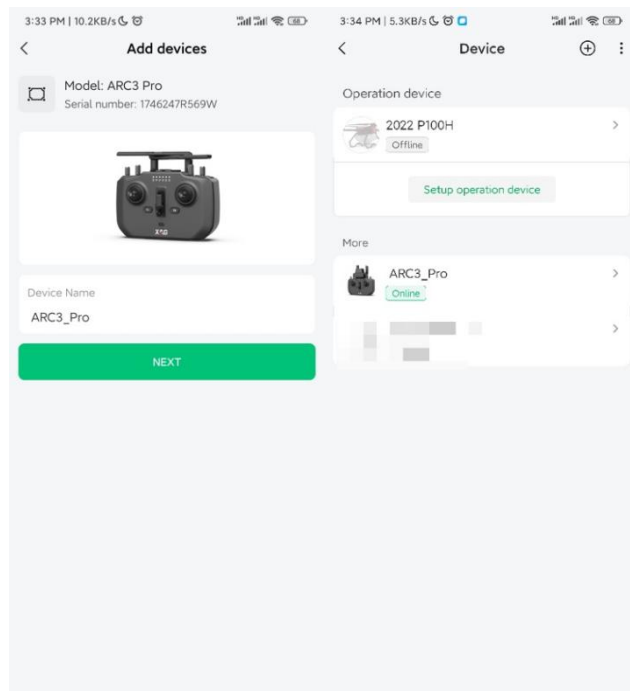 3:33 PM | 10.2KB/s
Add devices
Model: ARC3 Pro
Serial number: 1746247R569W
XAG
Device Name
ARC3_Pro
NEXT
3:34 PM | 5.3KB/s
Device
Operation device
2022 P100H
Offline
Setup operation device
More
ARC3_Pro
Online